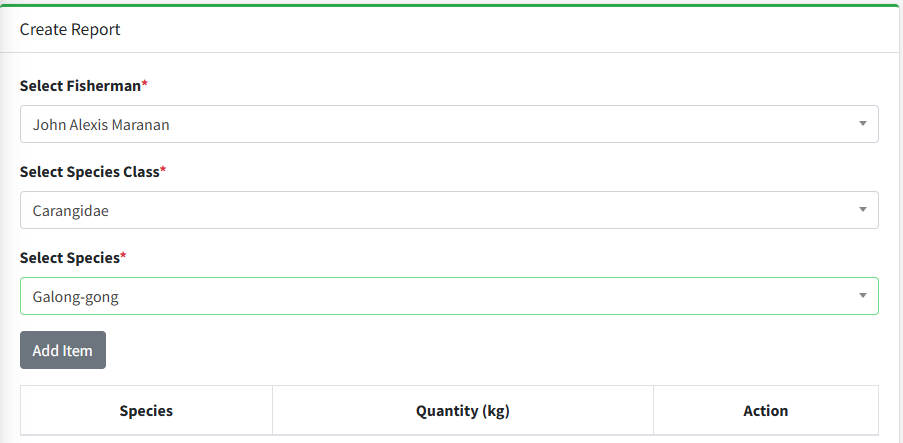 Create Report
Select Fisherman*
John Alexis Maranan
Select Species Class*
Carangidae
Select Species*
Galong-gong
Add Item
Species Quantity (kg) Action